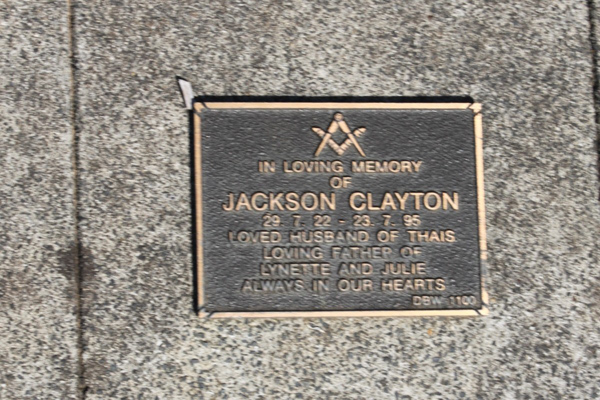 IN LOVING MEMORY
OF
JACKSON CLAYTON
29 7 22 - 23 7 95
LOVED HUSBAND OF THAIS
LOVING FATHER OF
LYNETTE AND JULIE
ALWAYS IN OUR HEARTS
DBW 1100